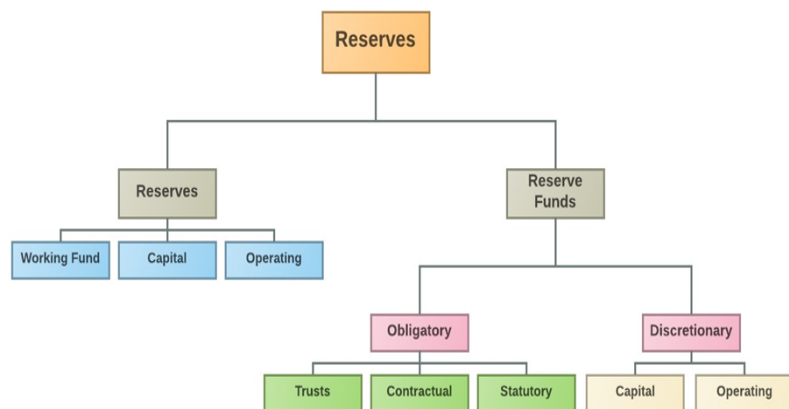 Reserves
Reserves
Reserve
Funds
Working Fund
Capital
Operating
Obligatory
Discretionary
Trusts
Contractual
Statutory
Capital
Operating